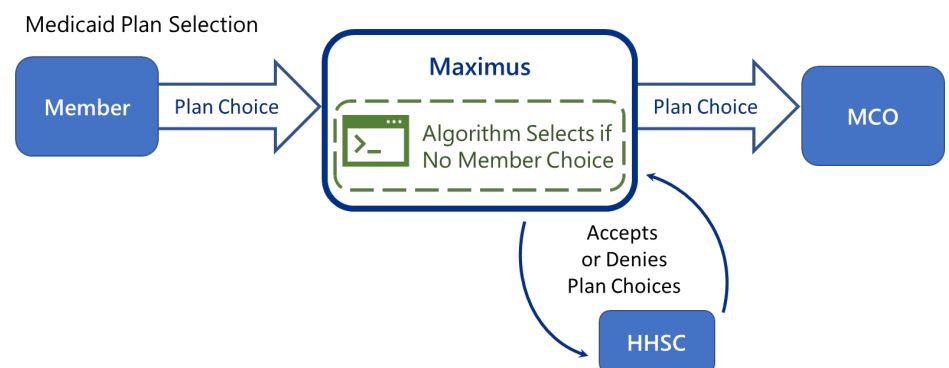 Medicaid Plan Selection
Member
Plan Choice
Maximus
Algorithm Selects if
No Member Choice
Plan Choice
MCO
Accepts
or Denies
Plan Choices
HHSC